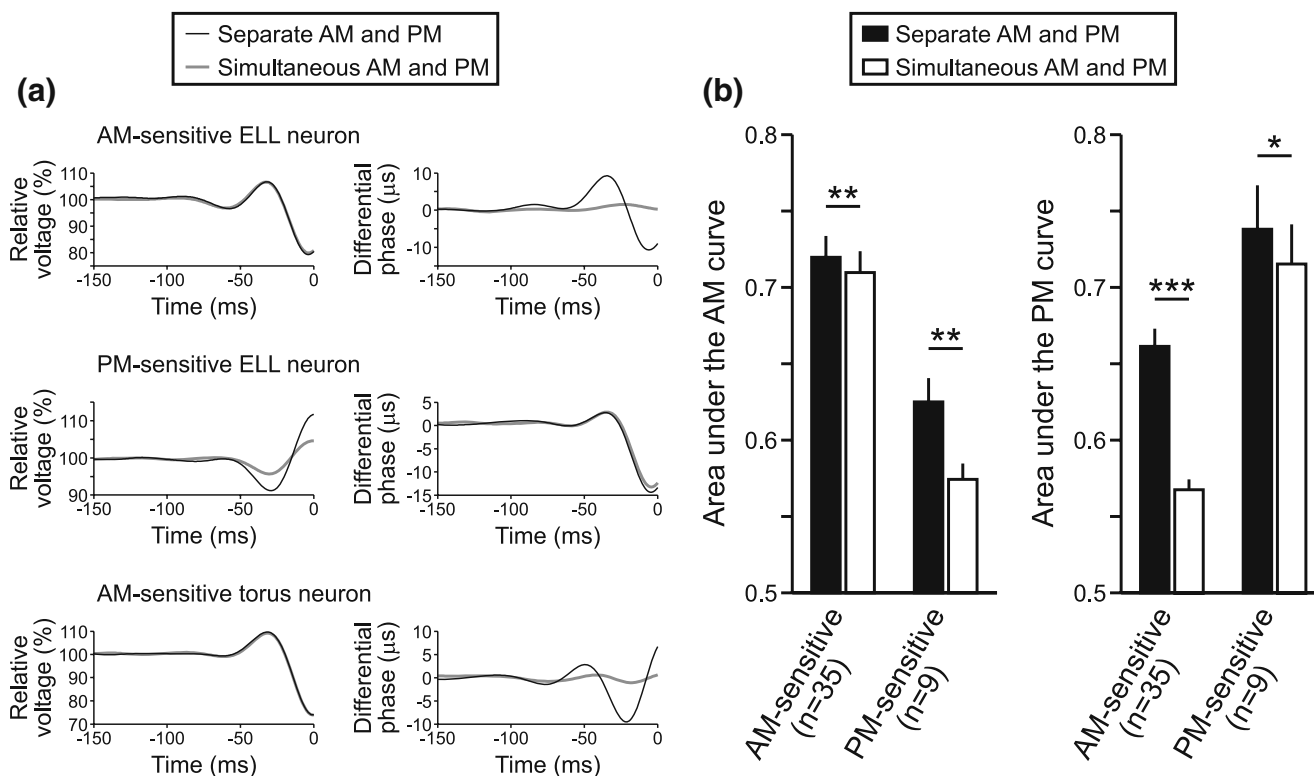 Separate AM and PM
Simultaneous AM and PM
(a)
AM-sensitive ELL neuron
Relative
voltage (%)
110
100
90
80
-150
-100
-50
0
Time (ms)
Differential
phase (µs)
10
0
-10
-150
-100
-50
0
Time (ms)
PM-sensitive ELL neuron
Relative
voltage (%)
110
100
90
-150
-100
-50
0
Time (ms)
Differential
phase (µs)
5
0
-5
-10
-15
-150
-100
-50
0
Time (ms)
AM-sensitive torus neuron
Relative
voltage (%)
110
100
90
80
70
-150
-100
-50
0
Time (ms)
Differential
phase (µs)
10
5
0
-5
-10
-150
-100
-50
0
Time (ms)
Separate AM and PM
Simultaneous AM and PM
(b)
Area under the AM curve
0.8
0.7
0.6
0.5
**
**
AM-sensitive
(n=35)
PM-sensitive
(n=9)
Area under the PM curve
0.8
0.7
0.6
0.5
***
*
AM-sensitive
(n=35)
PM-sensitive
(n=9)